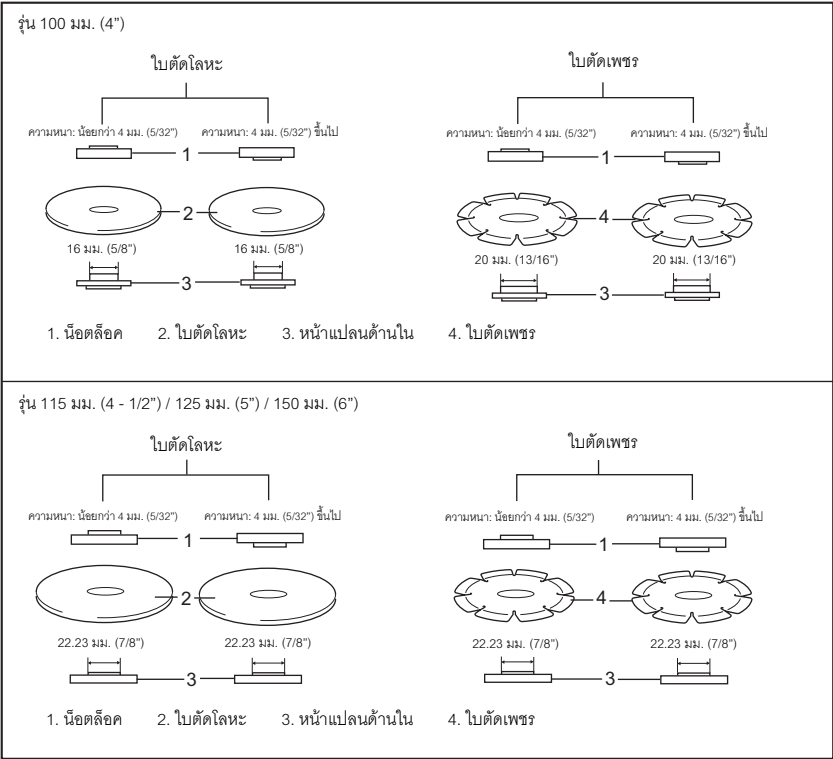 รุ่น 100 มม. (4")
ใบตัดโลหะ
ใบตัดเพชร
ความหนา: น้อยกว่า 4 มม. (5/32") ความหนา: 4 มม. (5/32") ขึ้นไป
ความหนา: น้อยกว่า 4 มม. (5/32") ความหนา: 4 มม. (5/32") ขึ้นไป
1
1
2
4
16 มม. (5/8") 16 มม. (5/8")
20 มม. (13/16") 20 มม. (13/16")
3
3
1. น็อตล็อค 2. ใบตัดโลหะ 3. หน้าแปลนด้านใน 4. ใบตัดเพชร
รุ่น 115 มม. (4 - 1/2") / 125 มม. (5") / 150 มม. (6")
ใบตัดโลหะ
ใบตัดเพชร
ความหนา: น้อยกว่า 4 มม. (5/32") ความหนา: 4 มม. (5/32") ขึ้นไป
ความหนา: น้อยกว่า 4 มม. (5/32") ความหนา: 4 มม. (5/32") ขึ้นไป
1
1
2
4
22.23 มม. (7/8") 22.23 มม. (7/8")
22.23 มม. (7/8") 22.23 มม. (7/8")
3
3
1. น็อตล็อค 2. ใบตัดโลหะ 3. หน้าแปลนด้านใน 4. ใบตัดเพชร